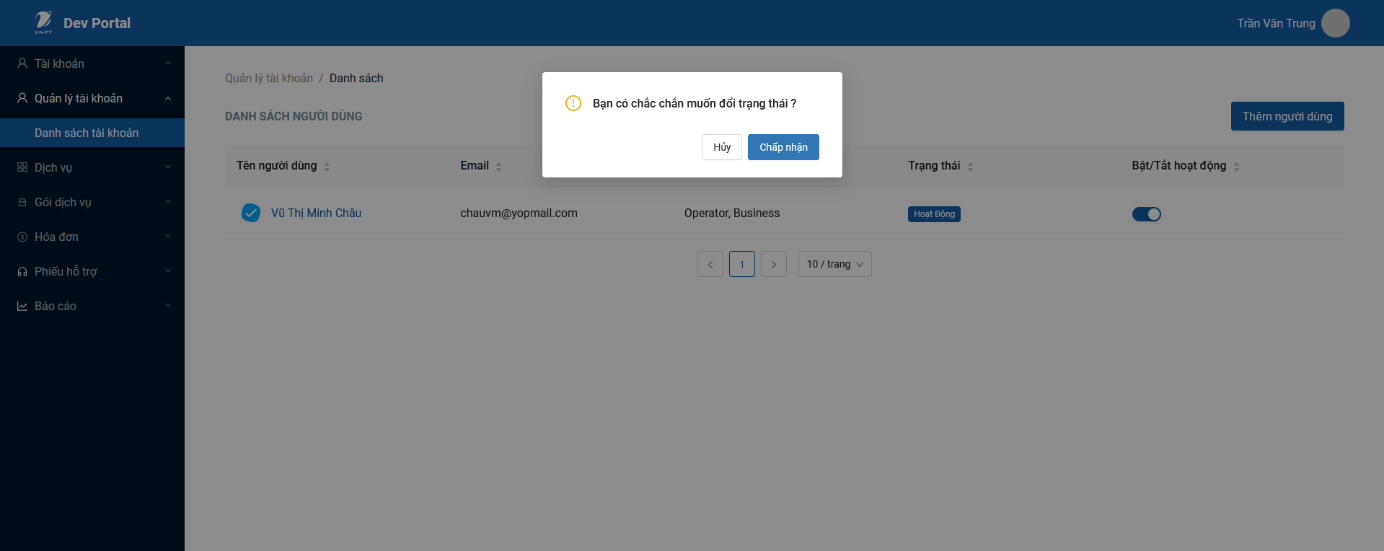 VNPT
Dev Portal
Trần Văn Trung
Tài khoản
Quản lý tài khoản
Danh sách tài khoản
Dịch vụ
Gói dịch vụ
Hóa đơn
Phiếu hỗ trợ
Báo cáo
Quản lý tài khoản / Danh sách
Bạn có chắc chắn muốn đổi trạng thái ?
Hủy
Chấp nhận
DANH SÁCH NGƯỜI DÙNG
Thêm người dùng
Tên người dùng Email Trạng thái Bật/Tắt hoạt động
Vũ Thị Minh Châu chauvm@yopmail.com Operator, Business Hoạt Động
1 10 / trang